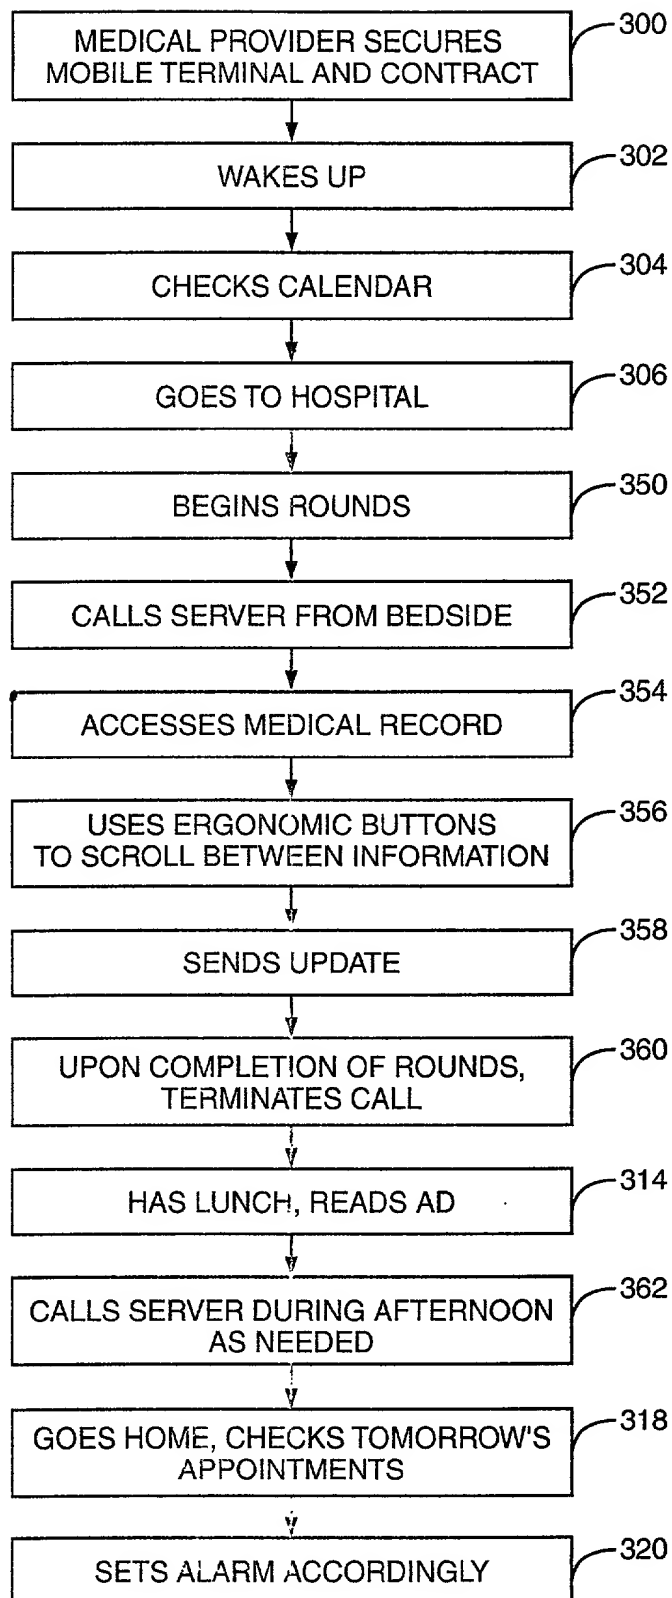 MEDICAL PROVIDER SECURES
MOBILE TERMINAL AND CONTRACT
300
WAKES UP
302
CHECKS CALENDAR
304
GOES TO HOSPITAL
306
BEGINS ROUNDS
350
CALLS SERVER FROM BEDSIDE
352
ACCESSES MEDICAL RECORD
354
USES ERGONOMIC BUTTONS
TO SCROLL BETWEEN INFORMATION
356
SENDS UPDATE
358
UPON COMPLETION OF ROUNDS,
TERMINATES CALL
360
HAS LUNCH, READS AD
314
CALLS SERVER DURING AFTERNOON
AS NEEDED
362
GOES HOME, CHECKS TOMORROW'S
APPOINTMENTS
318
SETS ALARM ACCORDINGLY
320